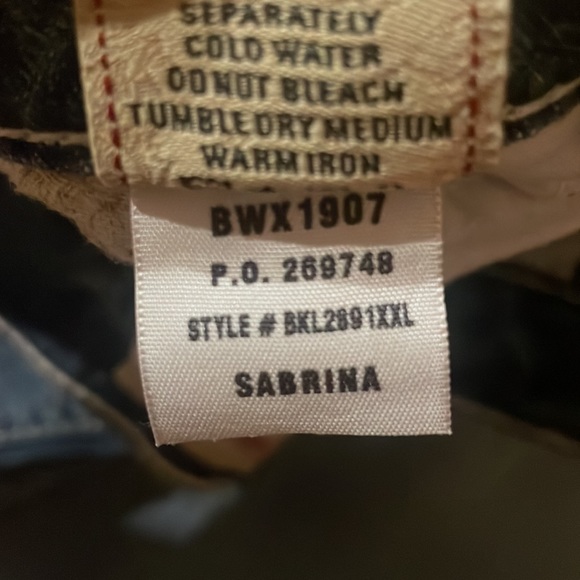 SEPARATELY
COLD WATER
DO NOT BLEACH
TUMBLE DRY MEDIUM
WARM IRON
BWX1907
P.O. 269748
STYLE # BKL2891XXL
SABRINA